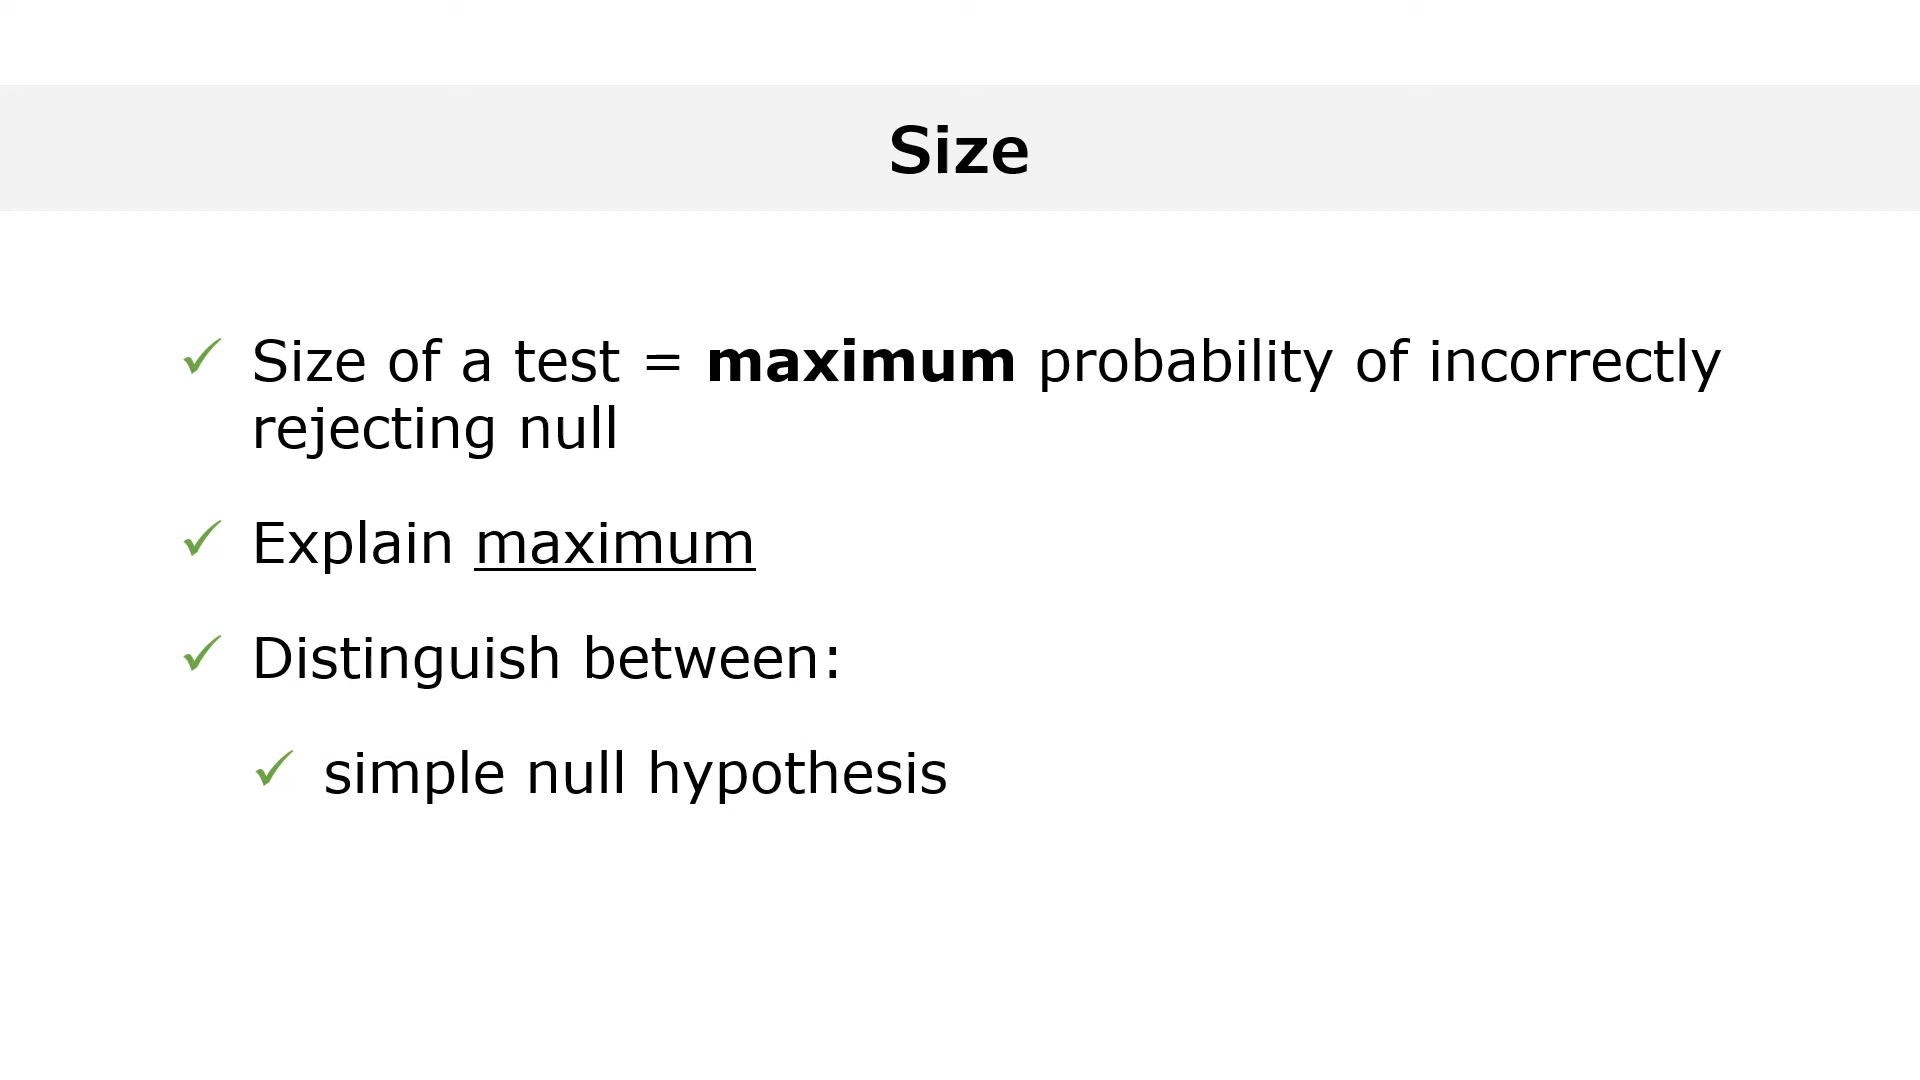 Size
Size of a test = maximum probability of incorrectly
rejecting null
Explain maximum
Distinguish between:
simple null hypothesis